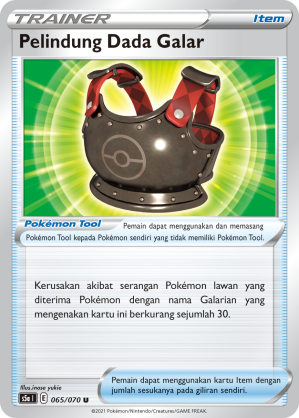 TRAINER Item
Pelindung Dada Galar
Pokémon Tool Pemain dapat menggunakan dan memasang
Pokémon Tool kepada Pokémon sendiri yang tidak memiliki Pokémon Tool.
Kerusakan akibat serangan Pokémon lawan yang
diterima Pokémon dengan nama Galarian yang
mengenakan kartu ini berkurang sejumlah 30.
Illus.inose yukie
s5a I E 065/070 U
Pemain dapat menggunakan Item dengan
jumlah sesukanya pada giliran sendiri.
©2021 Pokémon/Nintendo/Creatures/GAME FREAK.